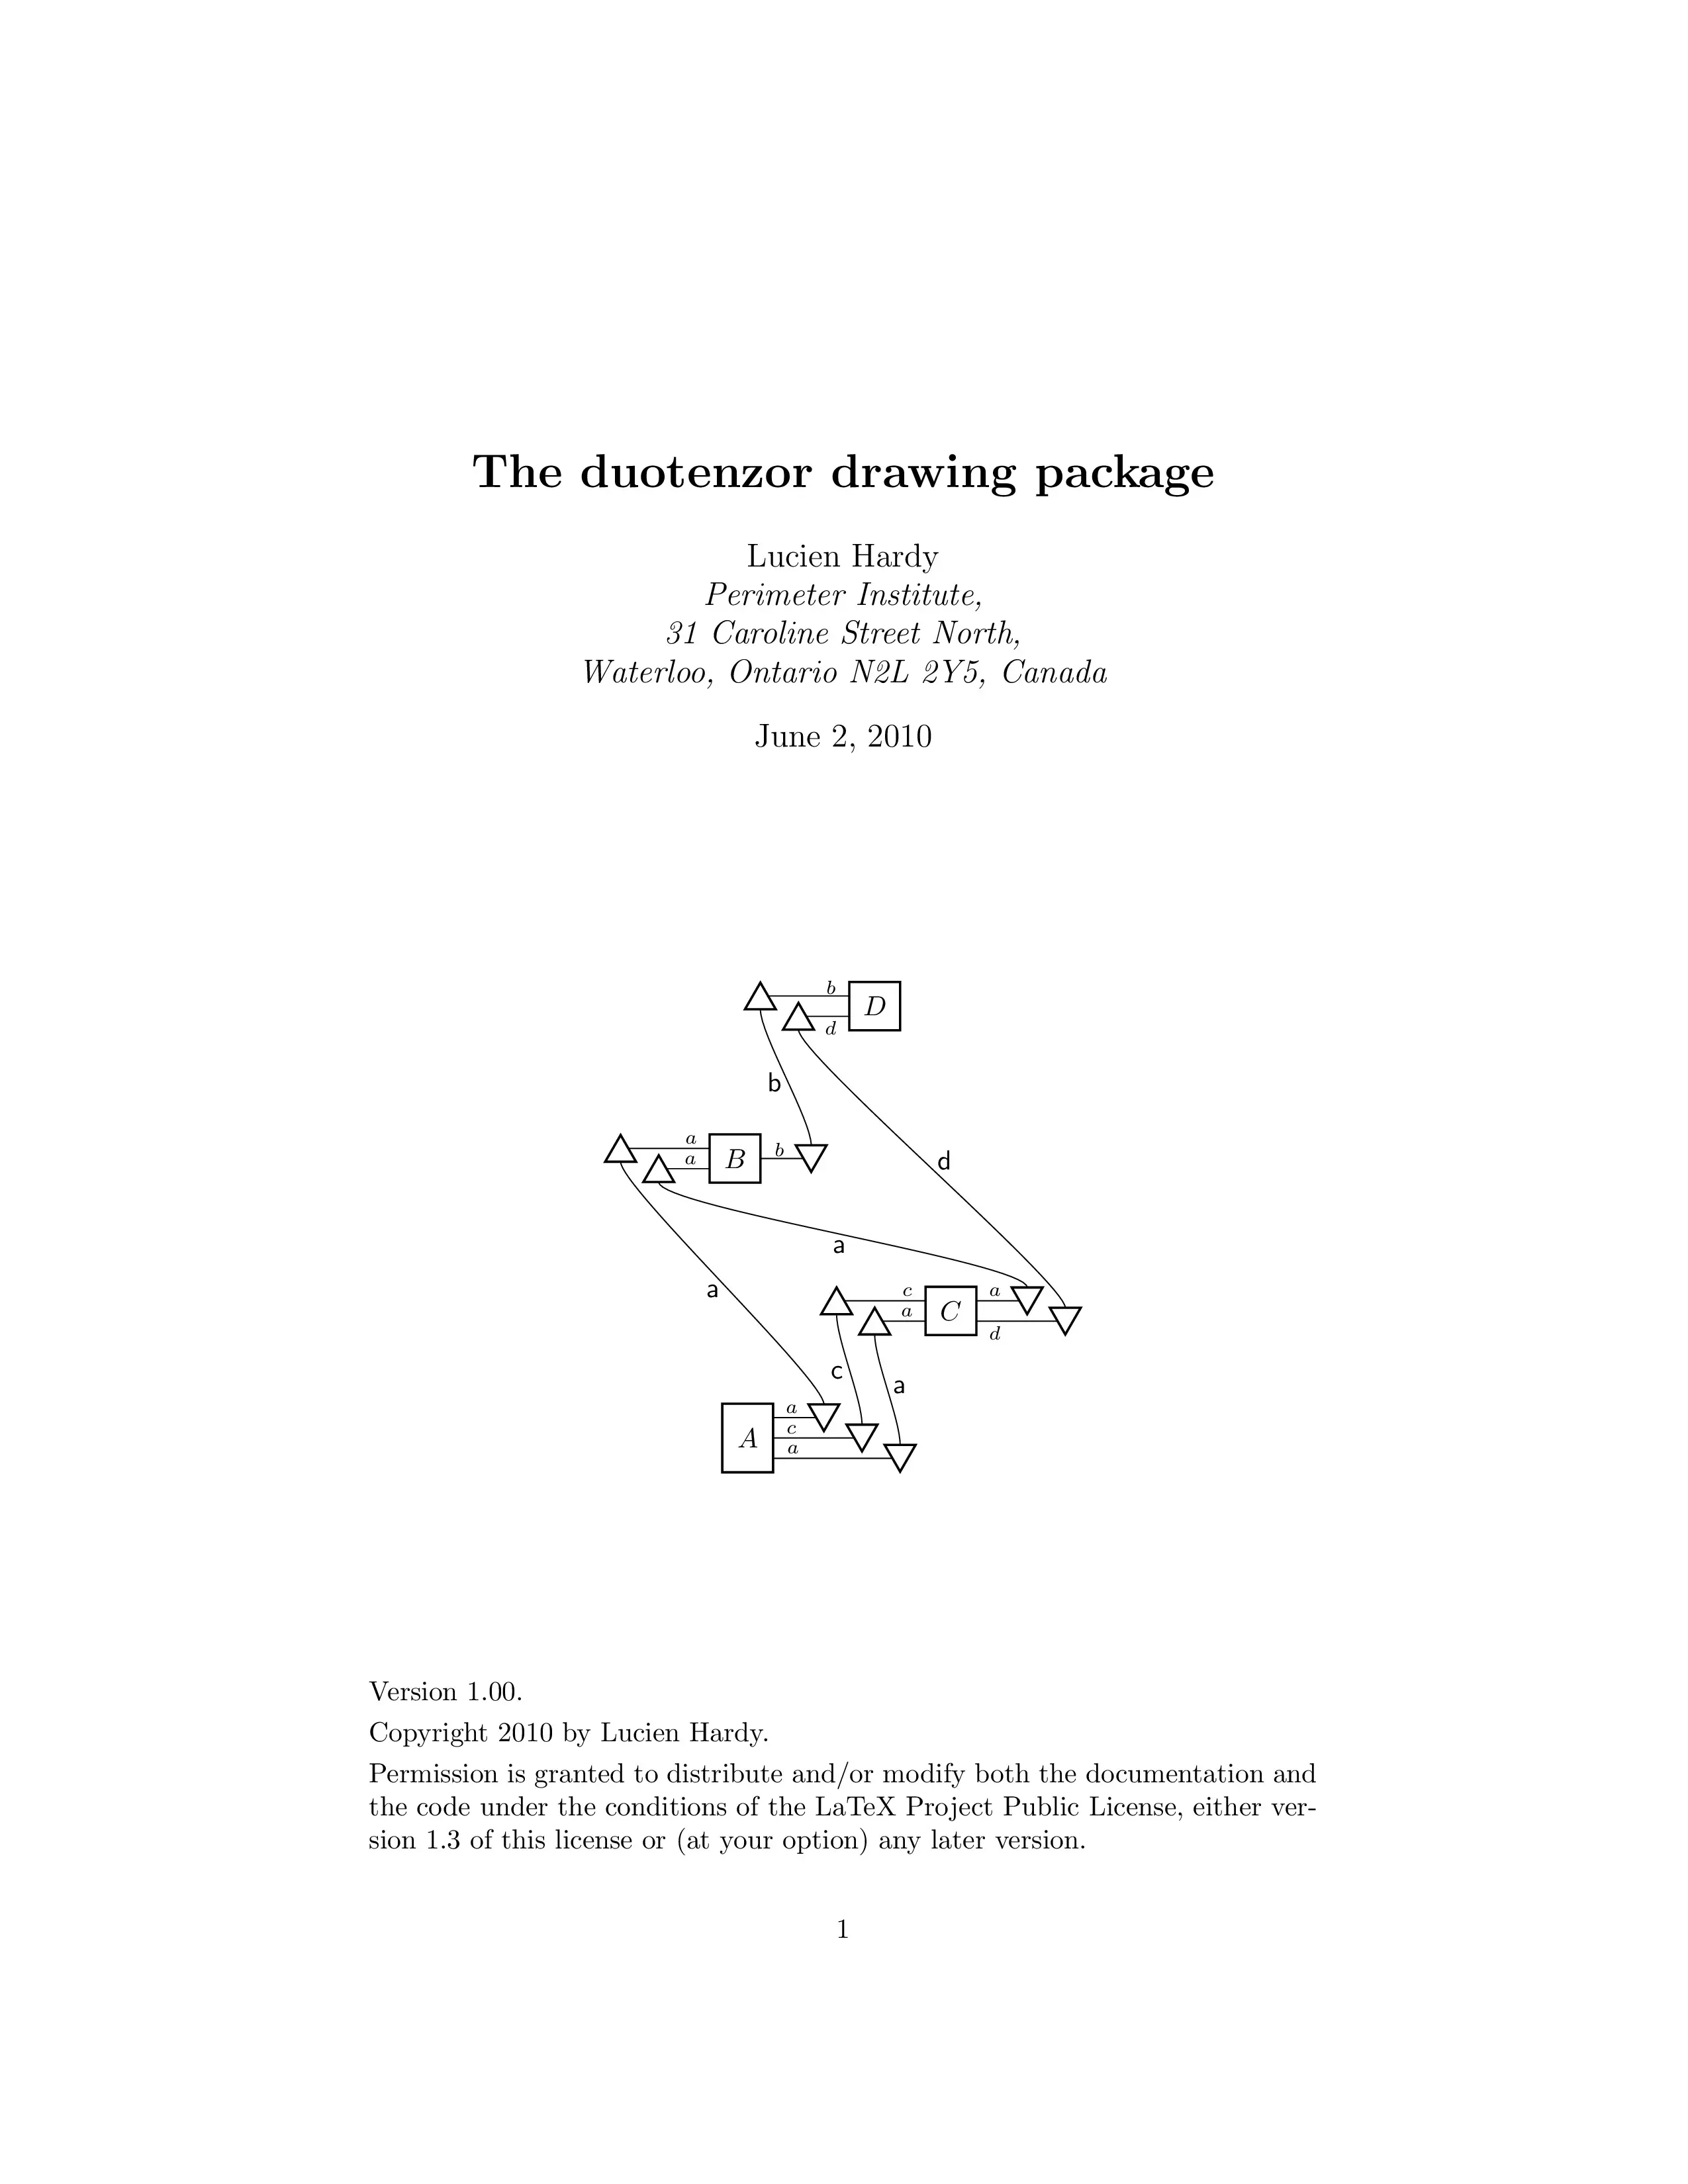 The duotenzor drawing package
Lucien Hardy
Perimeter Institute,
31 Caroline Street North,
Waterloo, Ontario N2L 2Y5, Canada
June 2, 2010
b
D
d
b
a
B
b
a
d
a
a
c
C
a
a
d
c
a
a
A
c
a
Version 1.00.
Copyright 2010 by Lucien Hardy.
Permission is granted to distribute and/or modify both the documentation and
the code under the conditions of the LaTeX Project Public License, either ver-
sion 1.3 of this license or (at your option) any later version.
1